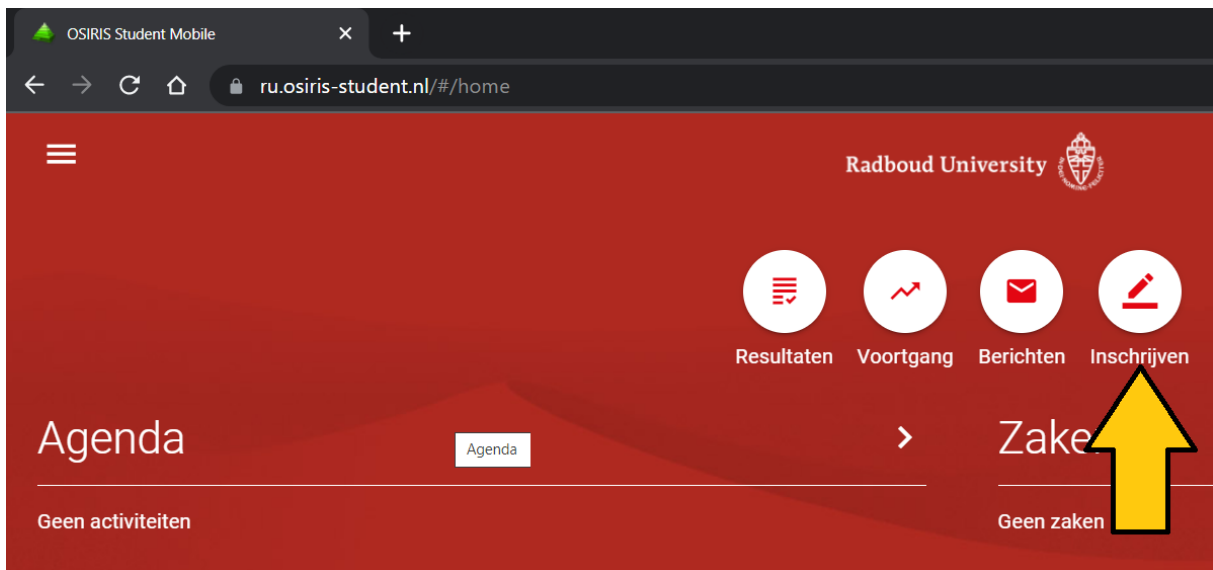 OSIRIS Student Mobile
ru.osiris-student.nl/#/home
Radboud University
Resultaten Voortgang Berichten Inschrijven
Agenda
Agenda
Geen activiteiten
Geen zaken